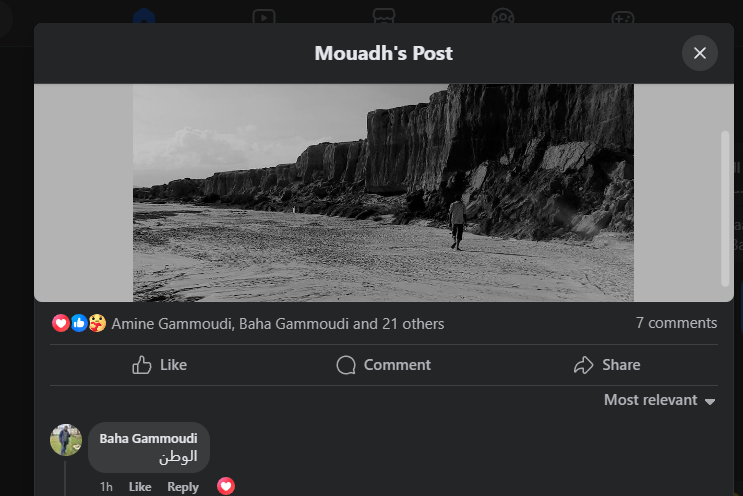 Mouadh's Post
Amine Gammoudi, Baha Gammoudi and 21 others
7 comments
Like
Comment
Share
Most relevant
Baha Gammoudi
الوطن
1h
Like
Reply